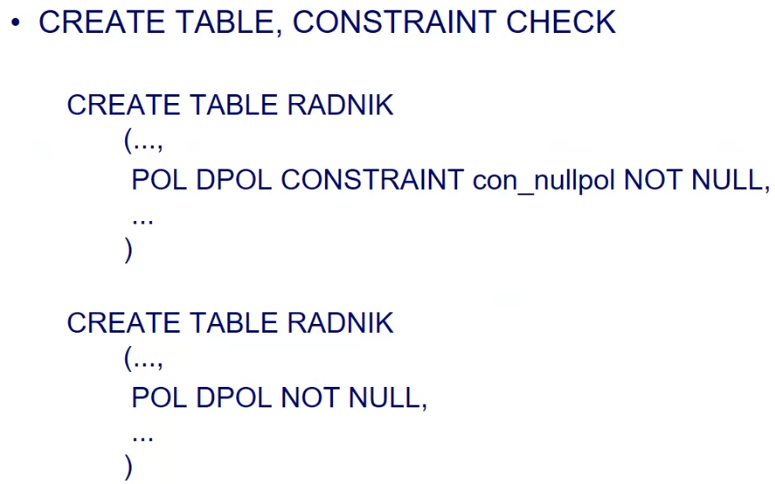 • CREATE TABLE, CONSTRAINT CHECK
CREATE TABLE RADNIK
(...,
POL DPOL CONSTRAINT con_nullpol NOT NULL,
...
)
CREATE TABLE RADNIK
(...,
POL DPOL NOT NULL,
...
)